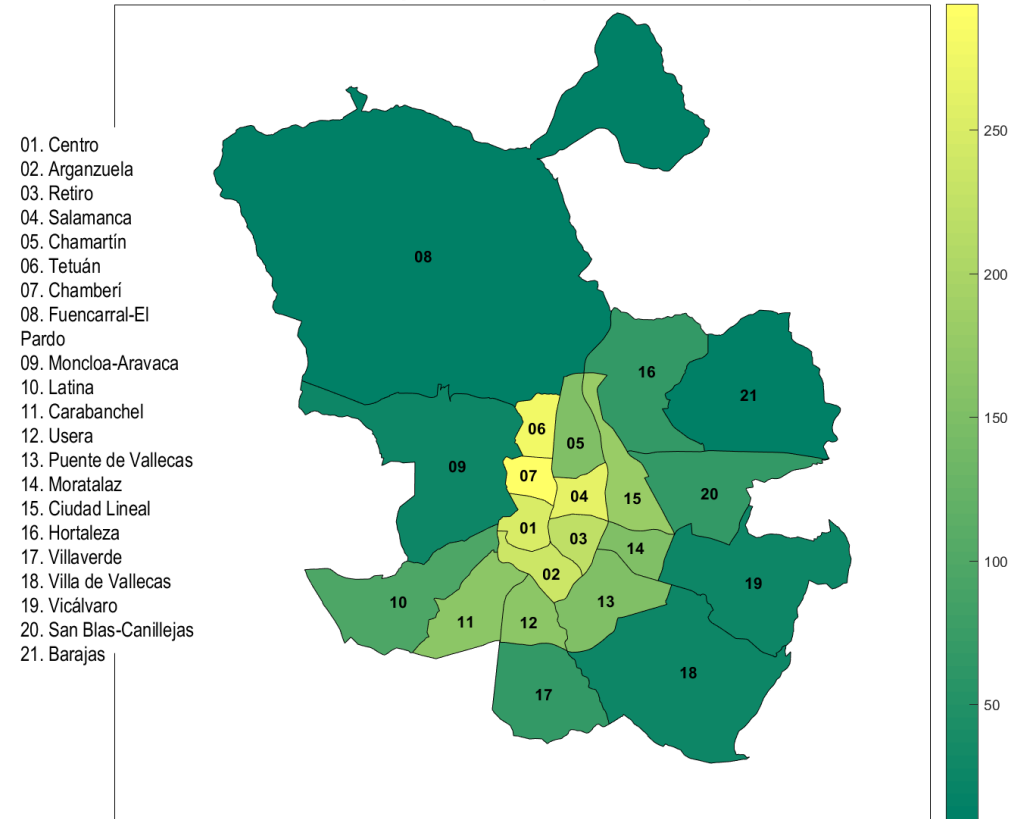 01. Centro
02. Arganzuela
03. Retiro
04. Salamanca
05. Chamartín
06. Tetuán
07. Chamberí
08. Fuencarral-El
Pardo
09. Moncloa-Aravaca
10. Latina
11. Carabanchel
12. Usera
13. Puente de Vallecas
14. Moratalaz
15. Ciudad Lineal
16. Hortaleza
17. Villaverde
18. Villa de Vallecas
19. Vicálvaro
20. San Blas-Canillejas
21. Barajas
08
16
21
06
05
09
07
04
15
20
01
03
14
02
19
10
13
11
12
18
17
250
200
150
100
50